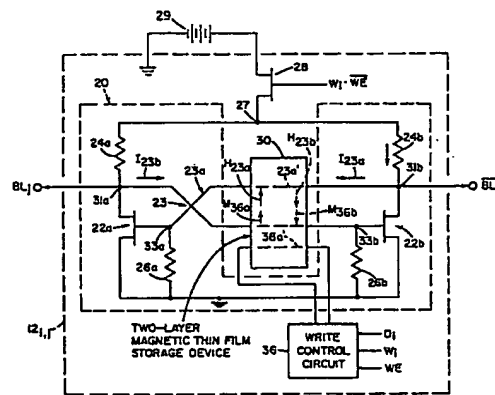 29
28
Wi·WE
20
27
30
H23b
24a
H23a
24b
I23b
23a
23a'
I23a
BLj
31a
23
31b
BL
M36a
M36b
22a
33a
36a'
33b
22b
26a
26b
12i,j
TWO-LAYER
MAGNETIC THIN FILM
STORAGE DEVICE
36
WRITE
CONTROL
CIRCUIT
Di
Wi
WE